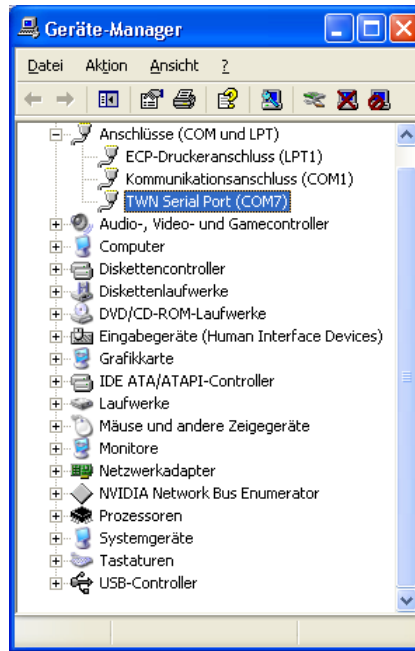 Geräte-Manager
Datei Aktion Ansicht ?
Anschlüsse (COM und LPT)
ECP-Druckeranschluss (LPT1)
Kommunikationsanschluss (COM1)
TWN Serial Port (COM7)
Audio-, Video- und Gamecontroller
Computer
Diskettencontroller
Diskettenlaufwerke
DVD/CD-ROM-Laufwerke
Eingabegeräte (Human Interface Devices)
Grafikkarte
IDE ATA/ATAPI-Controller
Laufwerke
Mäuse und andere Zeigegeräte
Monitore
Netzwerkadapter
NVIDIA Network Bus Enumerator
Prozessoren
Systemgeräte
Tastaturen
USB-Controller